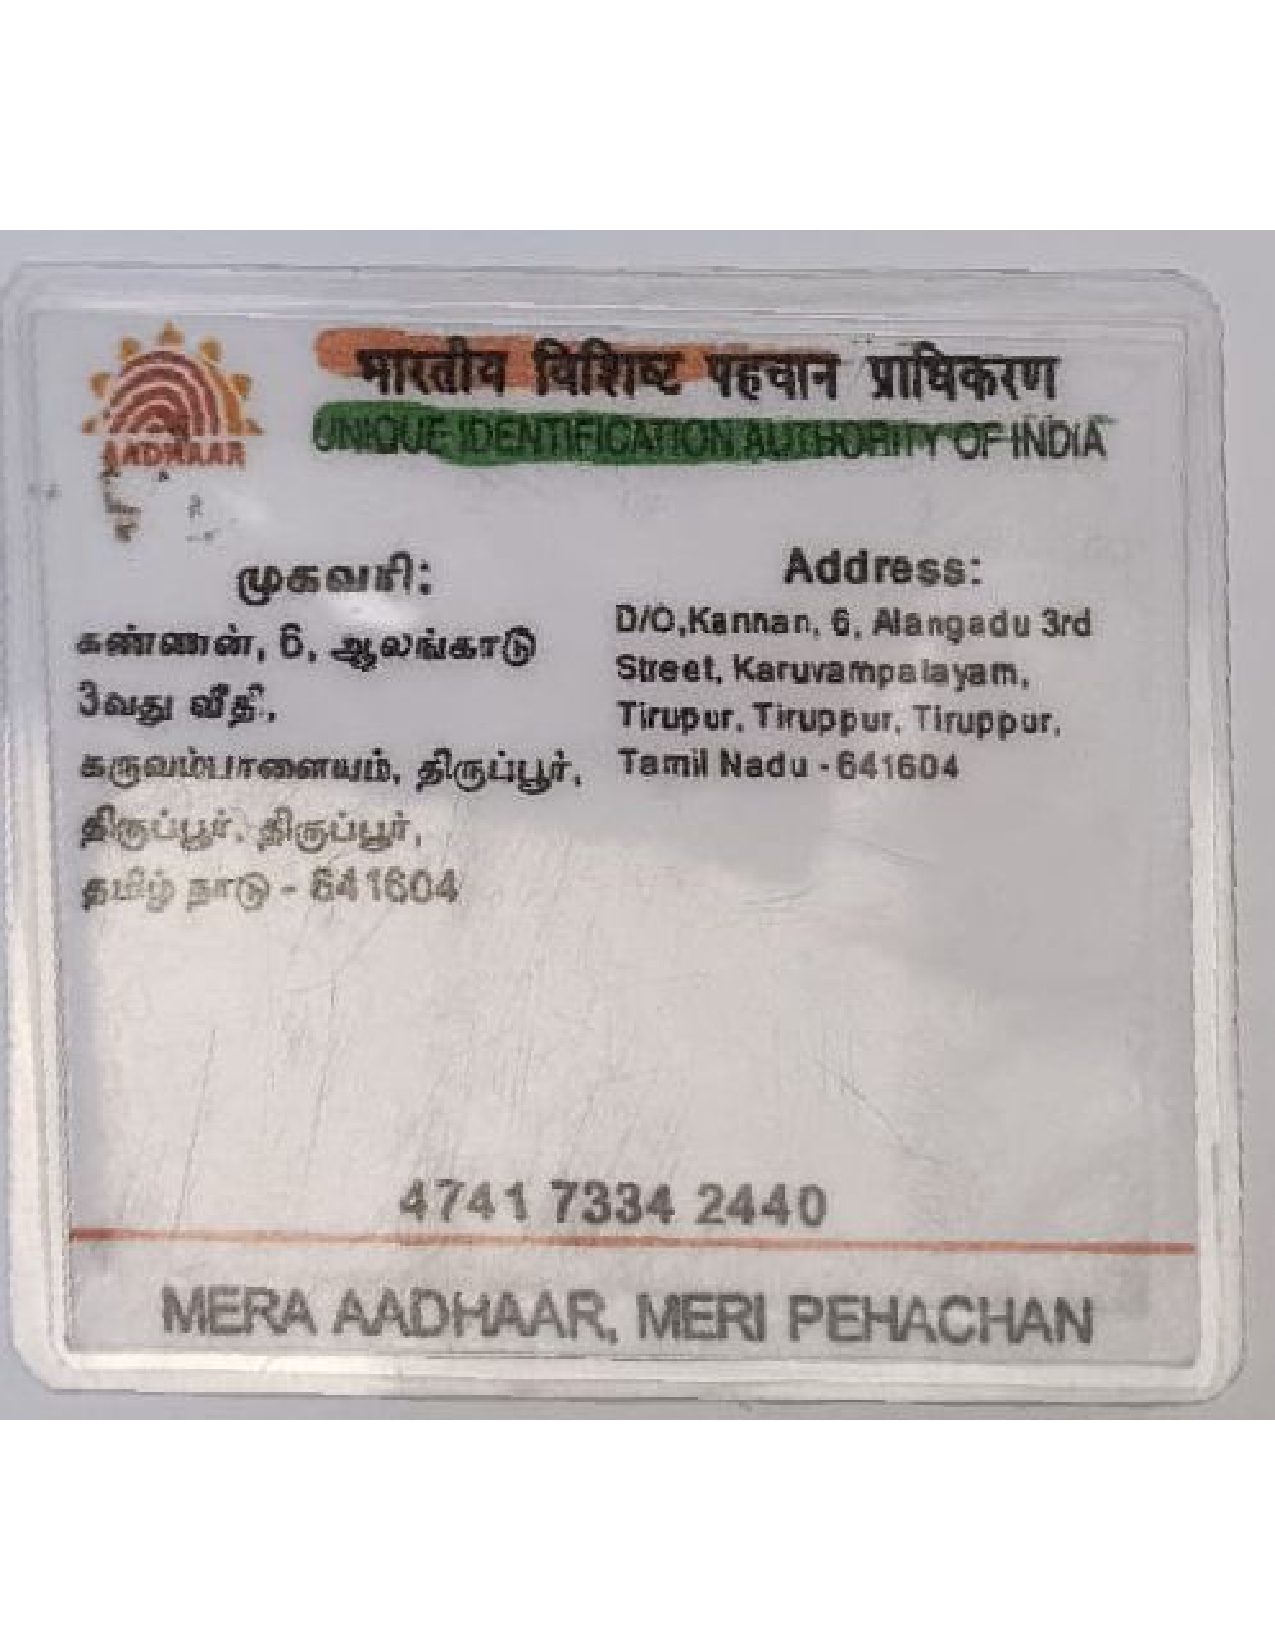 भारतीय विशिष्ट पहचान प्राधिकरण
UNIQUE IDENTIFICATION AUTHORITY OF INDIA
AADHAAR
முகவரி:
கண்ணன், 6, ஆலங்காடு
3வது வீதி,
கருவம்பாளையம், திருப்பூர்,
திருப்பூர், திருப்பூர்,
தமிழ் நாடு - 641604
Address:
D/O,Kannan, 6, Alangadu 3rd
Street, Karuvampalayam,
Tirupur, Tiruppur, Tiruppur,
Tamil Nadu - 641604
4741 7334 2440
MERA AADHAAR, MERI PEHACHAN